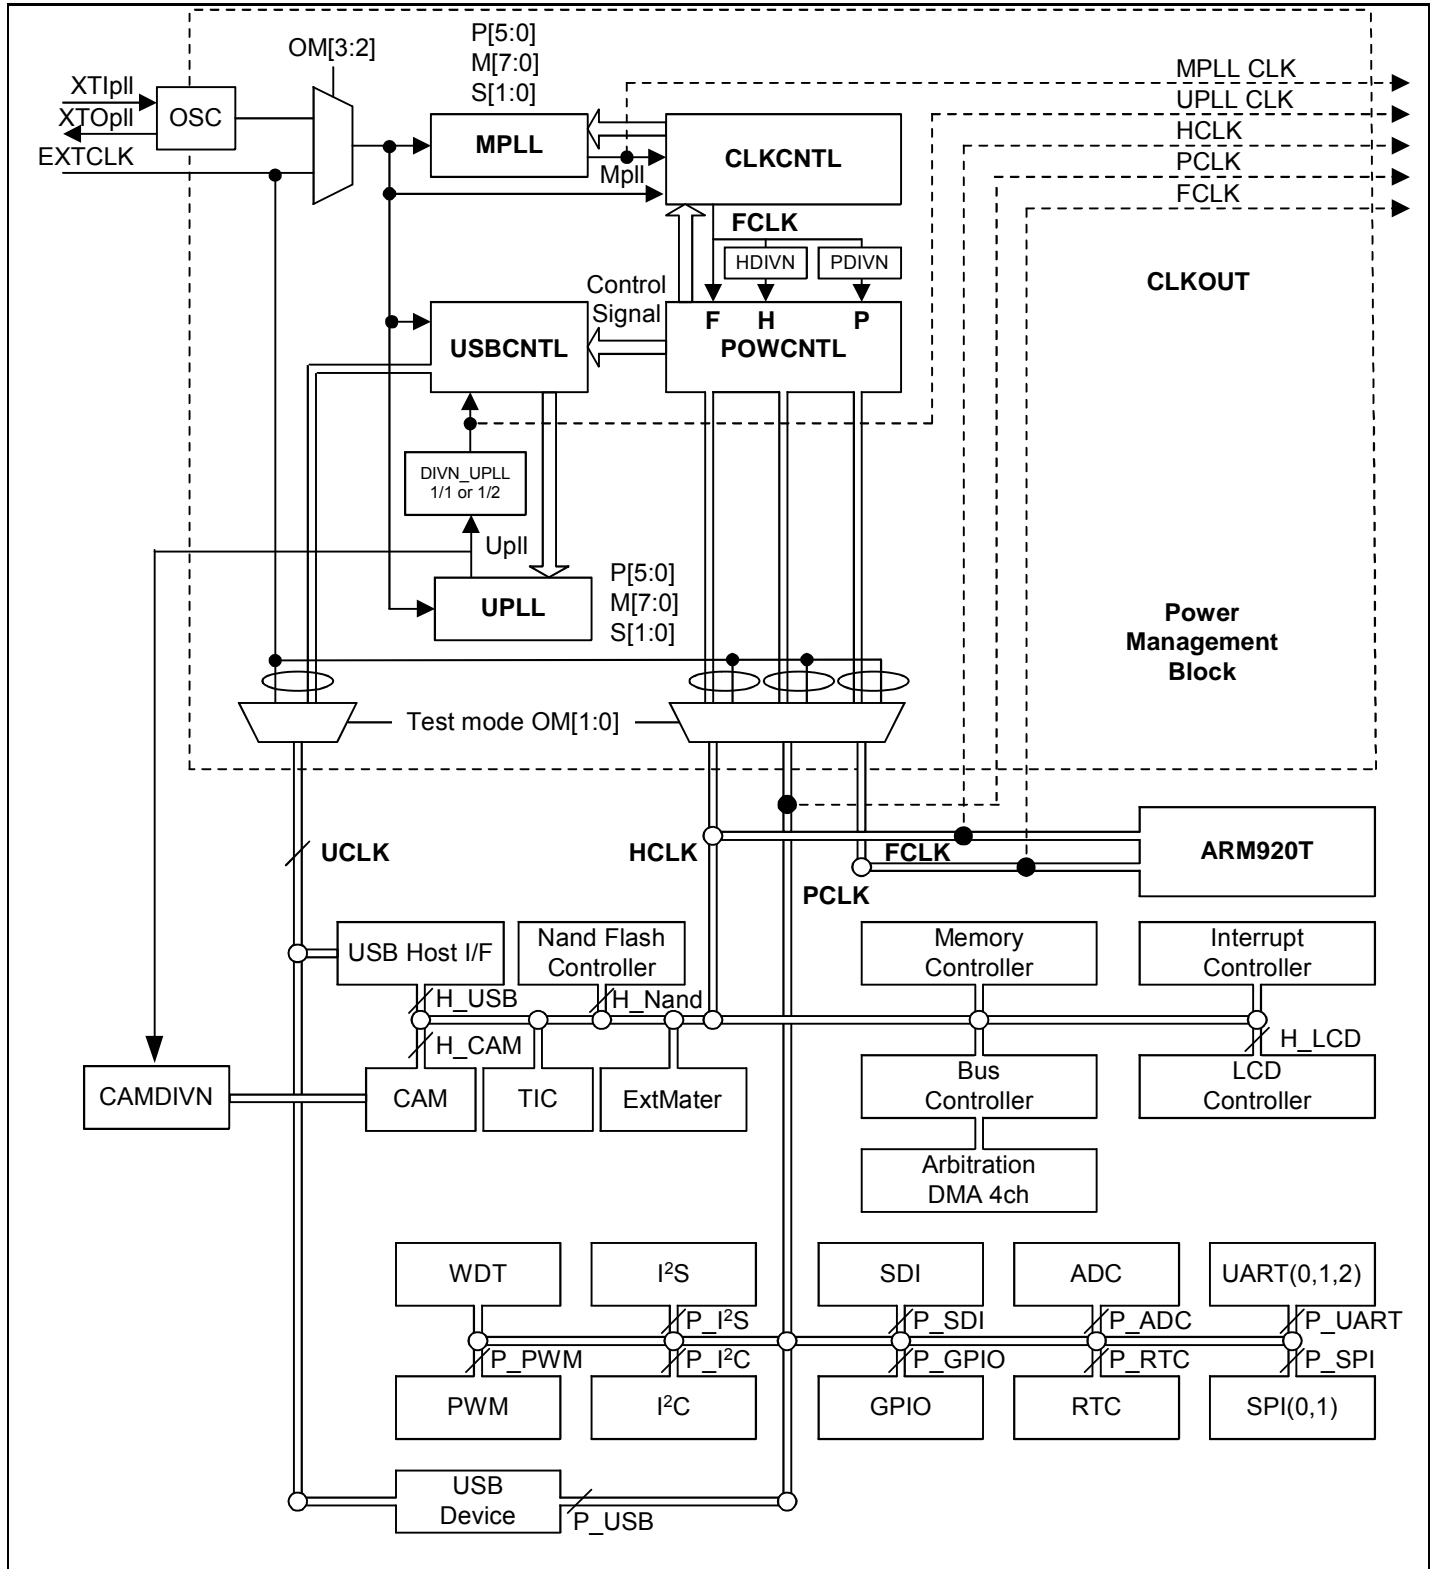 P[5:0]
M[7:0]
S[1:0]
OM[3:2]
XTIpll
OSC
XTOpll
EXTCLK
MPLL
Mpll
CLKCNTL
MPLL CLK
UPLL CLK
HCLK
PCLK
FCLK
FCLK
HDIVN
PDIVN
Control
Signal
CLKOUT
F H P
POWCNTL
USBCNTL
DIVN_UPLL
1/1 or 1/2
Upll
UPLL
P[5:0]
M[7:0]
S[1:0]
Power
Management
Block
Test mode OM[1:0]
UCLK
HCLK
FCLK
PCLK
ARM920T
USB Host I/F
Nand Flash
Controller
Memory
Controller
Interrupt
Controller
H_USB
H_Nand
H_CAM
H_LCD
CAMDIVN
CAM
TIC
ExtMater
Bus
Controller
LCD
Controller
Arbitration
DMA 4ch
WDT
I²S
SDI
ADC
UART(0,1,2)
P_I²S
P_SDI
P_ADC
P_UART
P_PWM
P_I²C
P_GPIO
P_RTC
P_SPI
PWM
I²C
GPIO
RTC
SPI(0,1)
USB
Device
P_USB